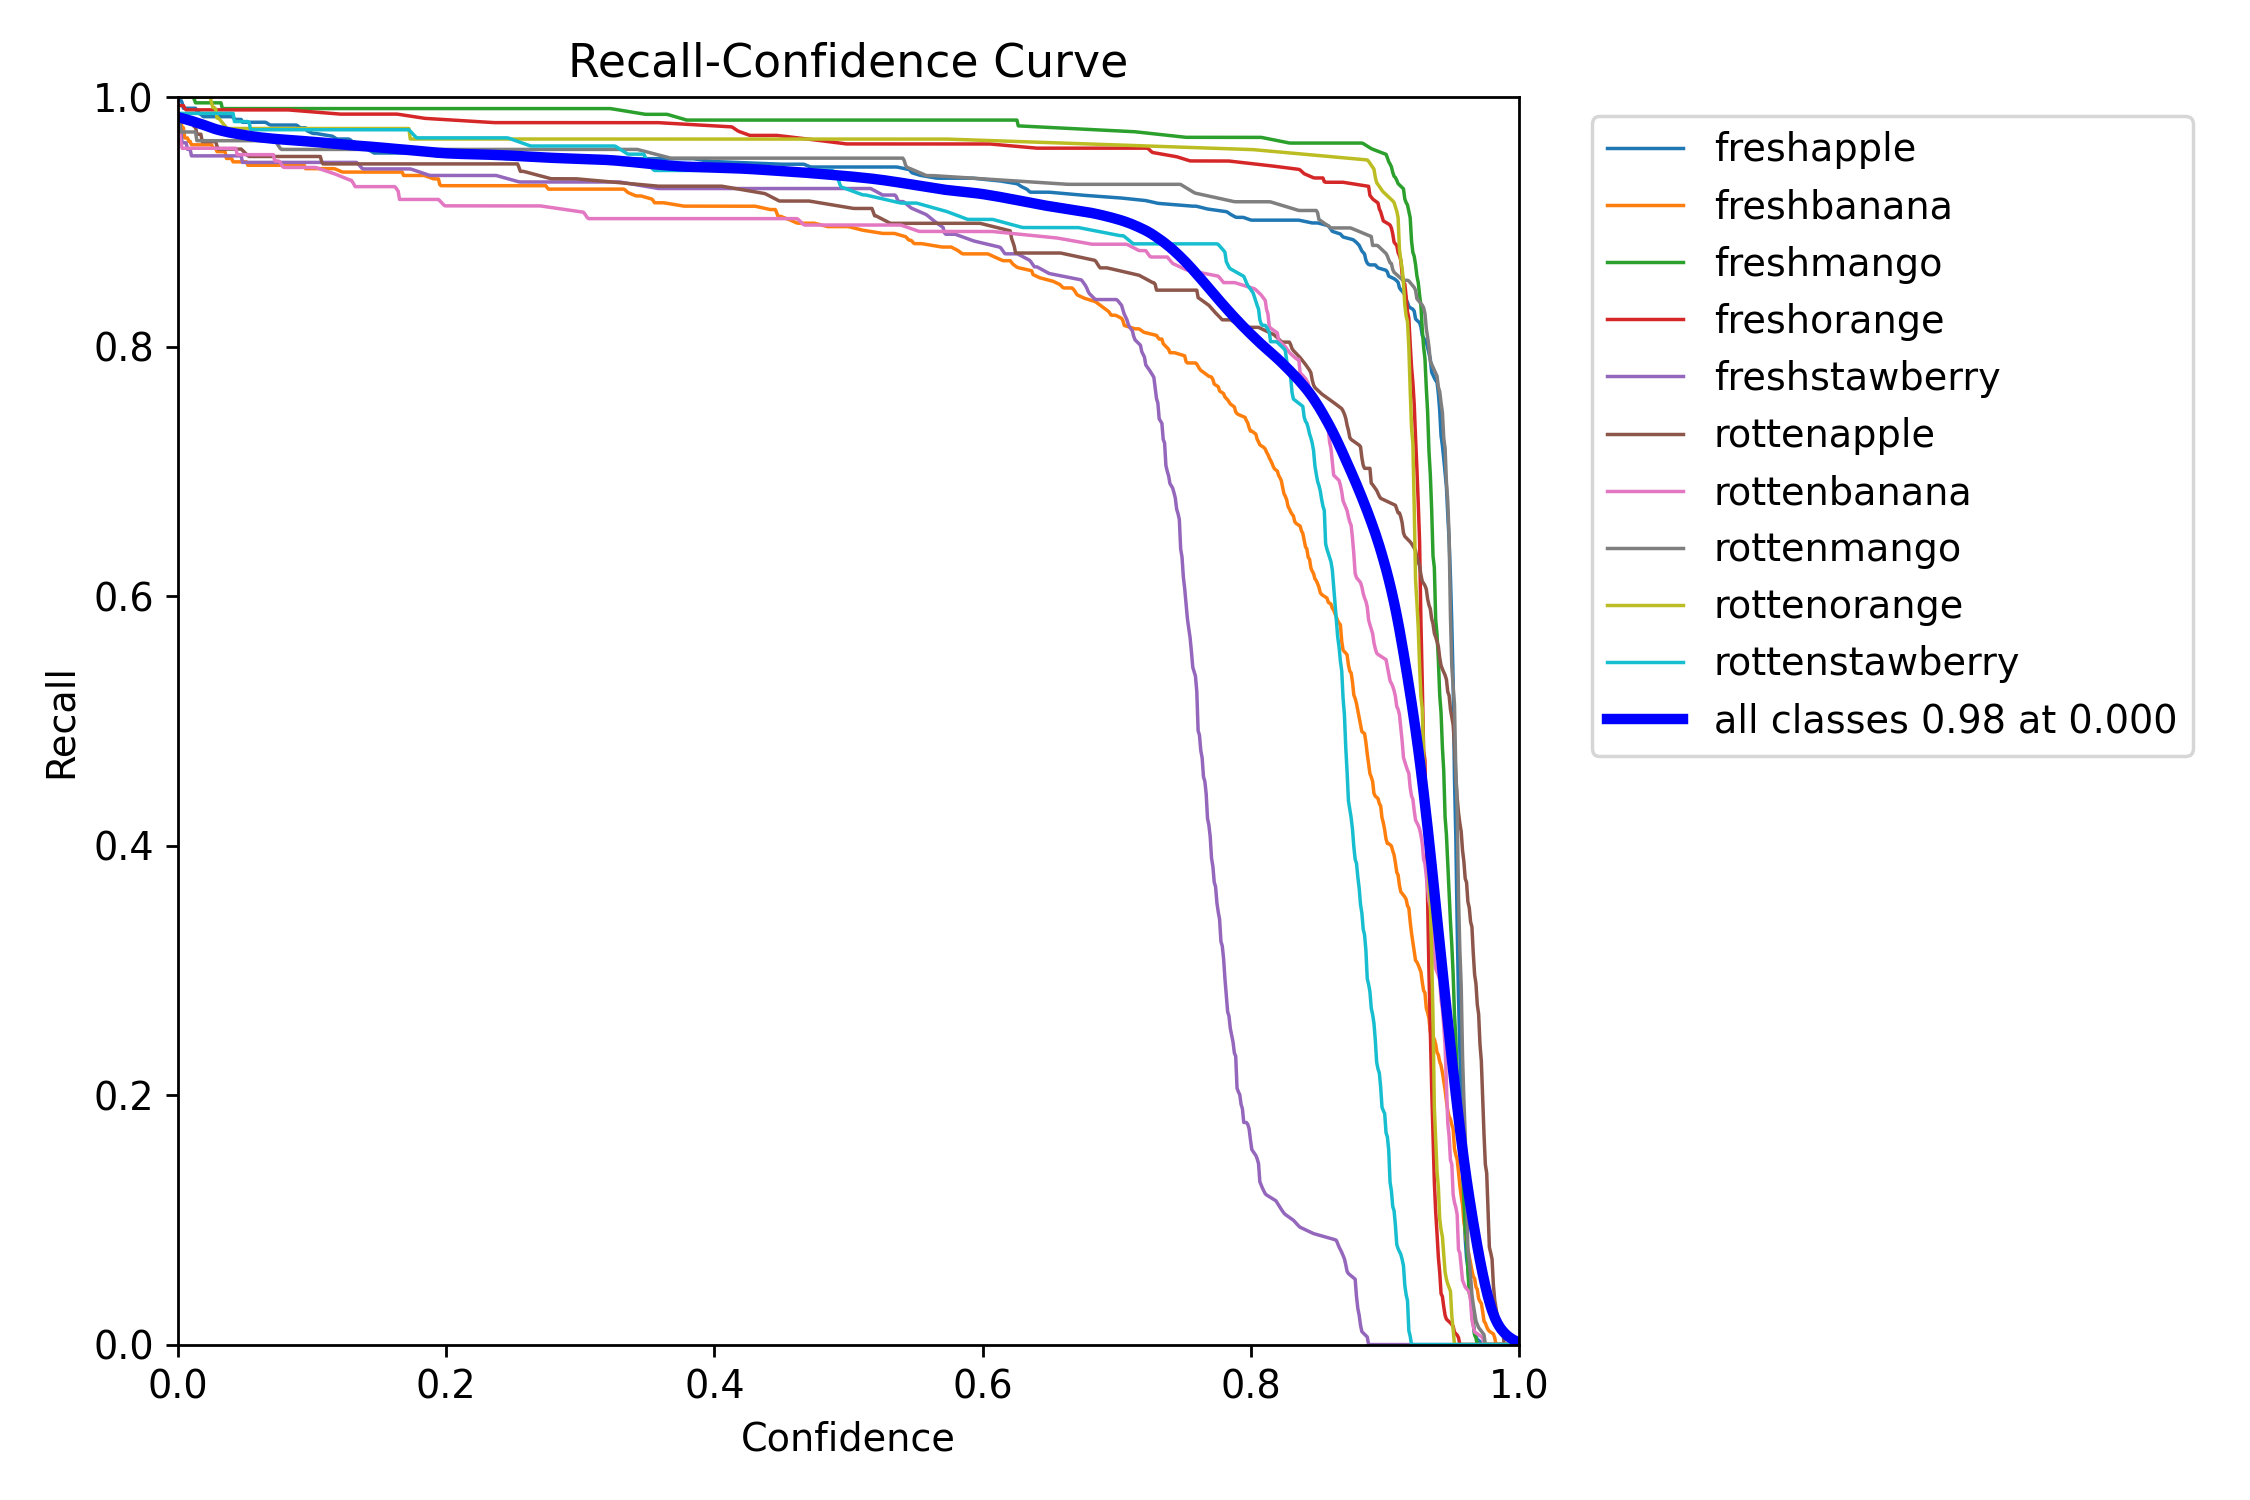 Recall-Confidence Curve
1.0
0.8
0.6
0.4
0.2
0.0
Recall
0.0 0.2 0.4 0.6 0.8 1.0
Confidence
freshapple
freshbanana
freshmango
freshorange
freshstawberry
rottenapple
rottenbanana
rottenmango
rottenorange
rottenstawberry
all classes 0.98 at 0.000